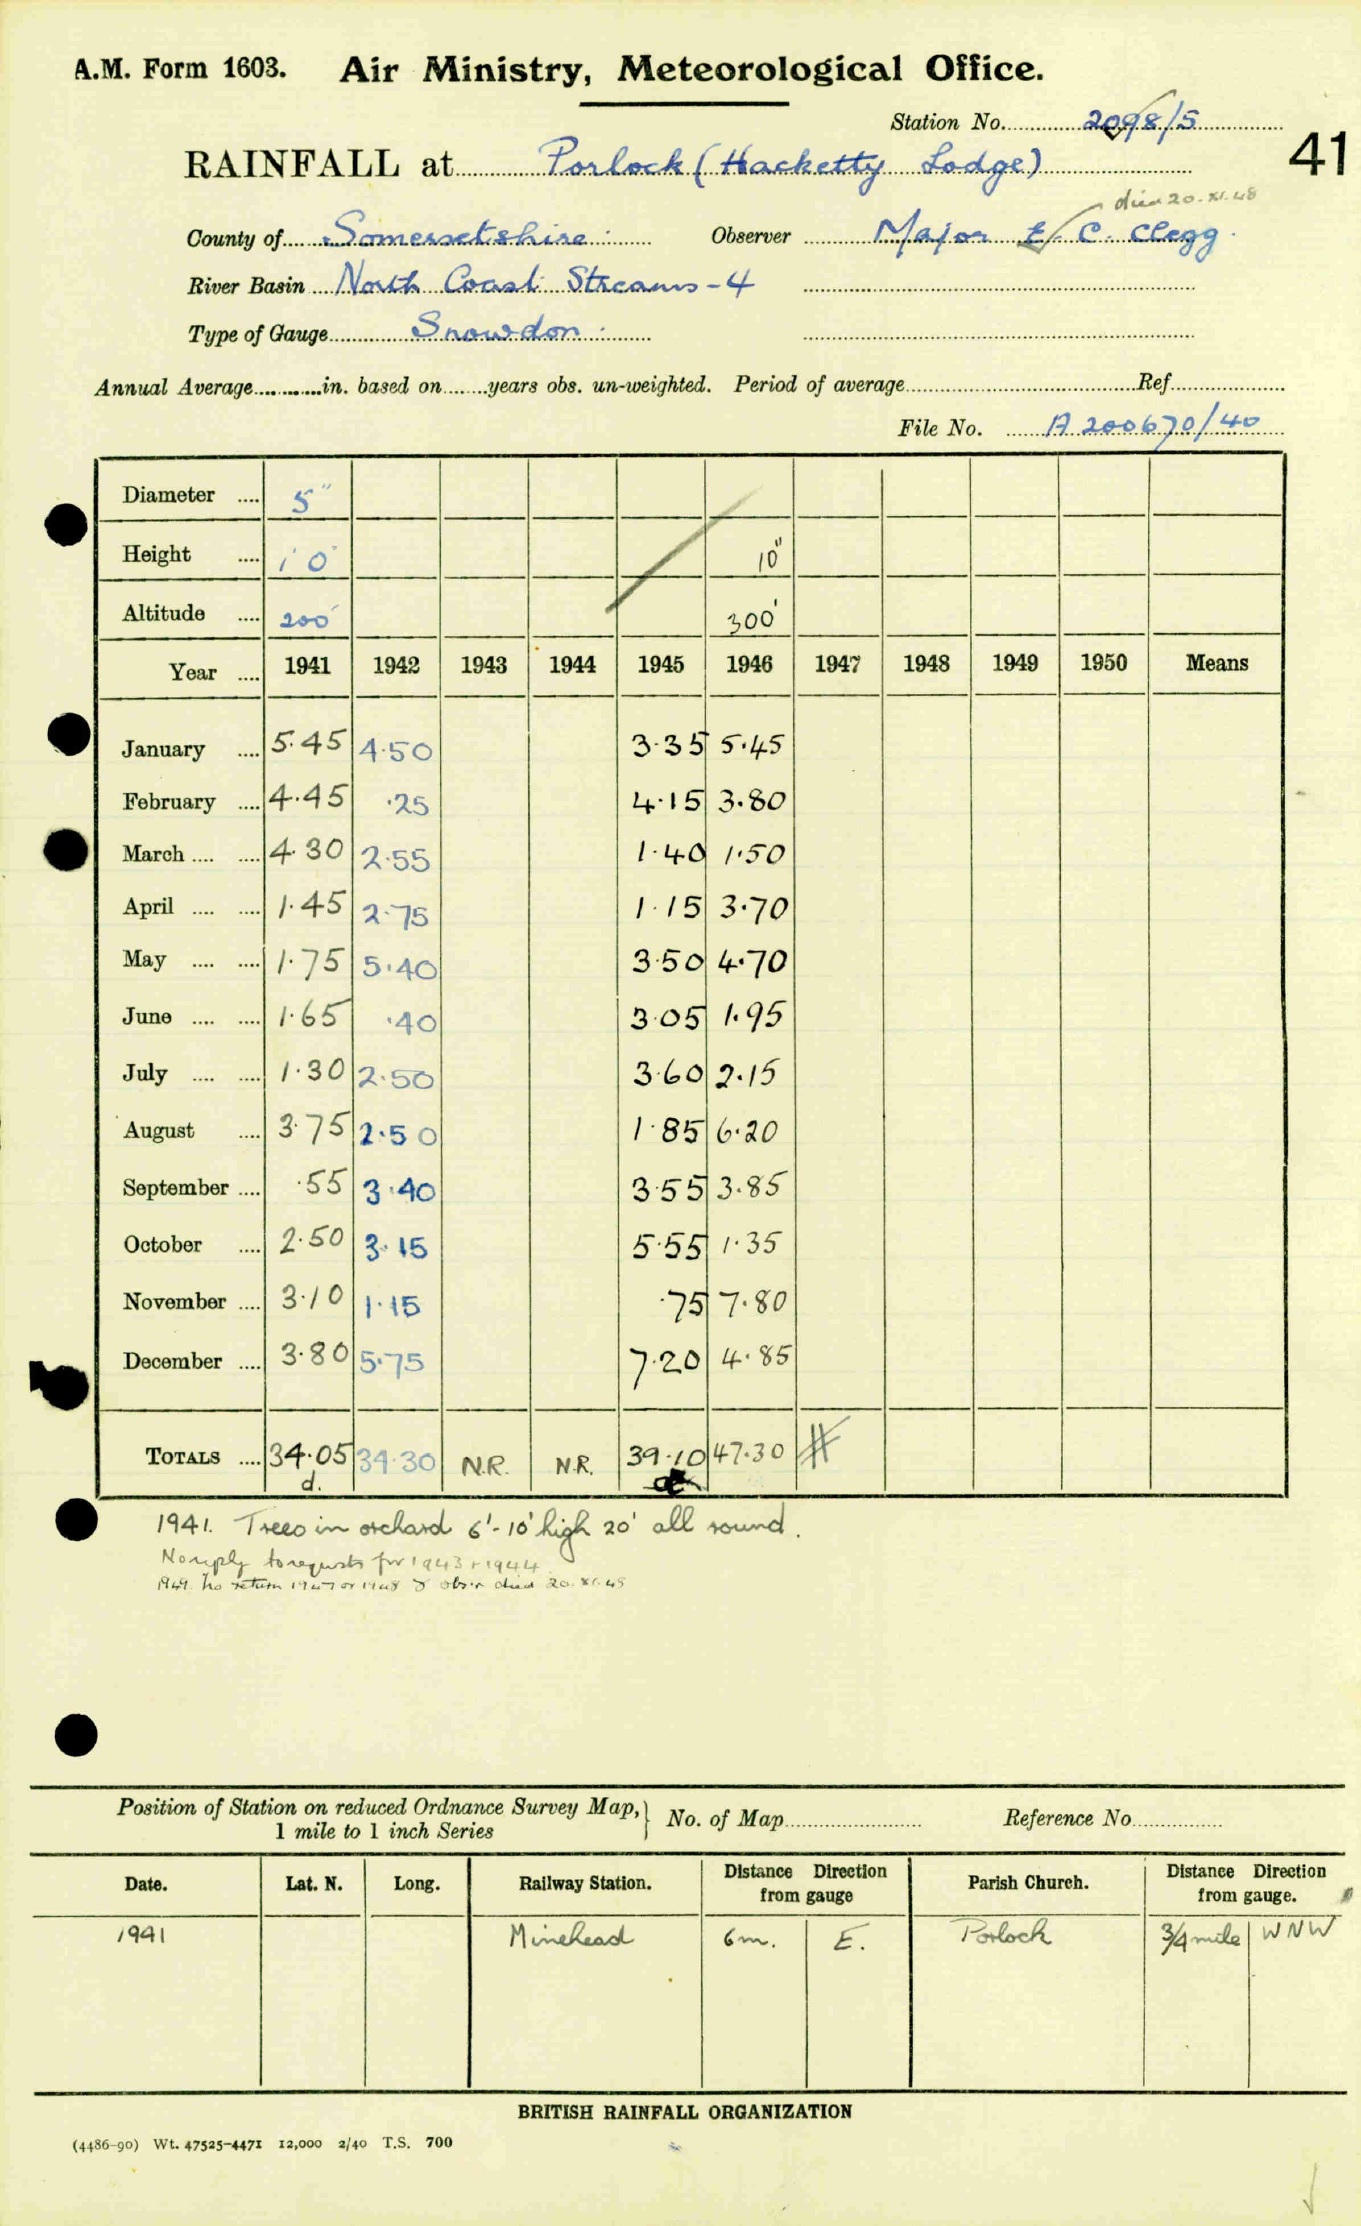 A.M. Form 1603. Air Ministry, Meteorological Office.
Station No. 2098/5
41
RAINFALL at Porlock (Hacketty Lodge)
died 20.XI.48
County of Somersetshire Observer Major E. C. Clegg.
River Basin North Coast Streams - 4
Type of Gauge Snowdon
Annual Average in. based on years obs. un-weighted. Period of average Ref
File No. A 200670/40
Diameter .... 5"
Height .... 1' 0" 10"
Altitude .... 200' 300'
Year .... 1941 1942 1943 1944 1945 1946 1947 1948 1949 1950 Means
January .... 5.45 4.50 3.35 5.45
February .... 4.45 .25 4.15 3.80
March .... .... 4.30 2.55 1.40 1.50
April .... .... 1.45 2.75 1.15 3.70
May .... .... 1.75 5.40 3.50 4.70
June .... .... 1.65 .40 3.05 1.95
July .... .... 1.30 2.50 3.60 2.15
August .... 3.75 2.50 1.85 6.20
September .... .55 3.40 3.55 3.85
October .... 2.50 3.15 5.55 1.35
November .... 3.10 1.15 .75 7.80
December .... 3.80 5.75 7.20 4.85
TOTALS .... 34.05 34.30 N.R. N.R. 39.10 47.30
d.
1941. Trees in orchard 6'-10' high 20' all round.
No reply to requests for 1943 + 1944
1949. No return 1947 or 1948 obsr died 20.XI.48
Position of Station on reduced Ordnance Survey Map,} No. of Map Reference No
1 mile to 1 inch Series
Date. Lat. N. Long. Railway Station. Distance Direction from gauge Parish Church. Distance Direction from gauge.
1941 Minehead 6m. E. Porlock 3/4 mile WNW
BRITISH RAINFALL ORGANIZATION
(4486-90) Wt. 47525-4471 12,000 2/40 T.S. 700